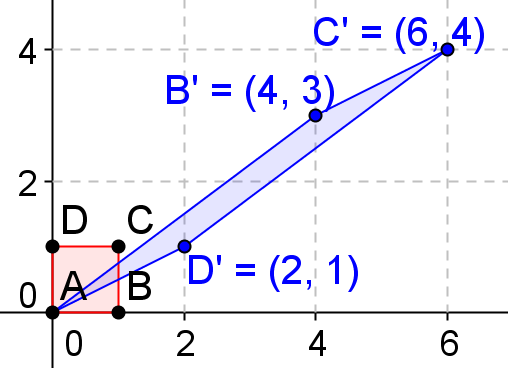 4
C' = (6, 4)
B' = (4, 3)
2
D
C
D' = (2, 1)
A
B
0
0
2
4
6